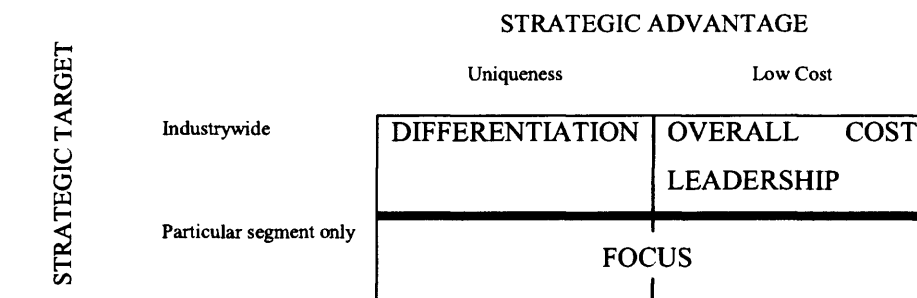 STRATEGIC ADVANTAGE
Uniqueness Low Cost
STRATEGIC TARGET
Industrywide DIFFERENTIATION OVERALL COST
LEADERSHIP
Particular segment only
FOCUS